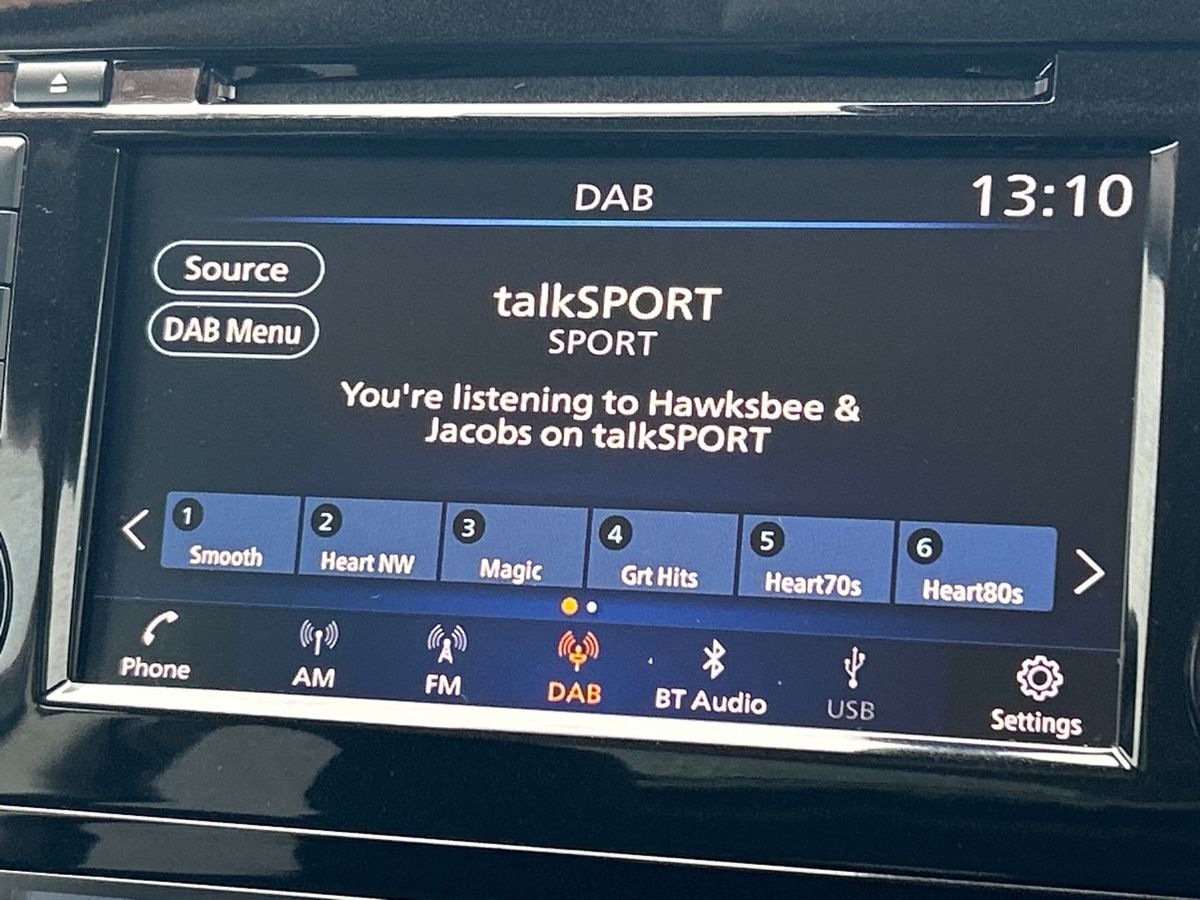 DAB
13:10
Source
DAB Menu
talkSPORT
SPORT
You're listening to Hawksbee &
Jacobs on talkSPORT
1 Smooth
2 Heart NW
3 Magic
4 Grt Hits
5 Heart70s
6 Heart80s
Phone
AM
FM
DAB
BT Audio
USB
Settings